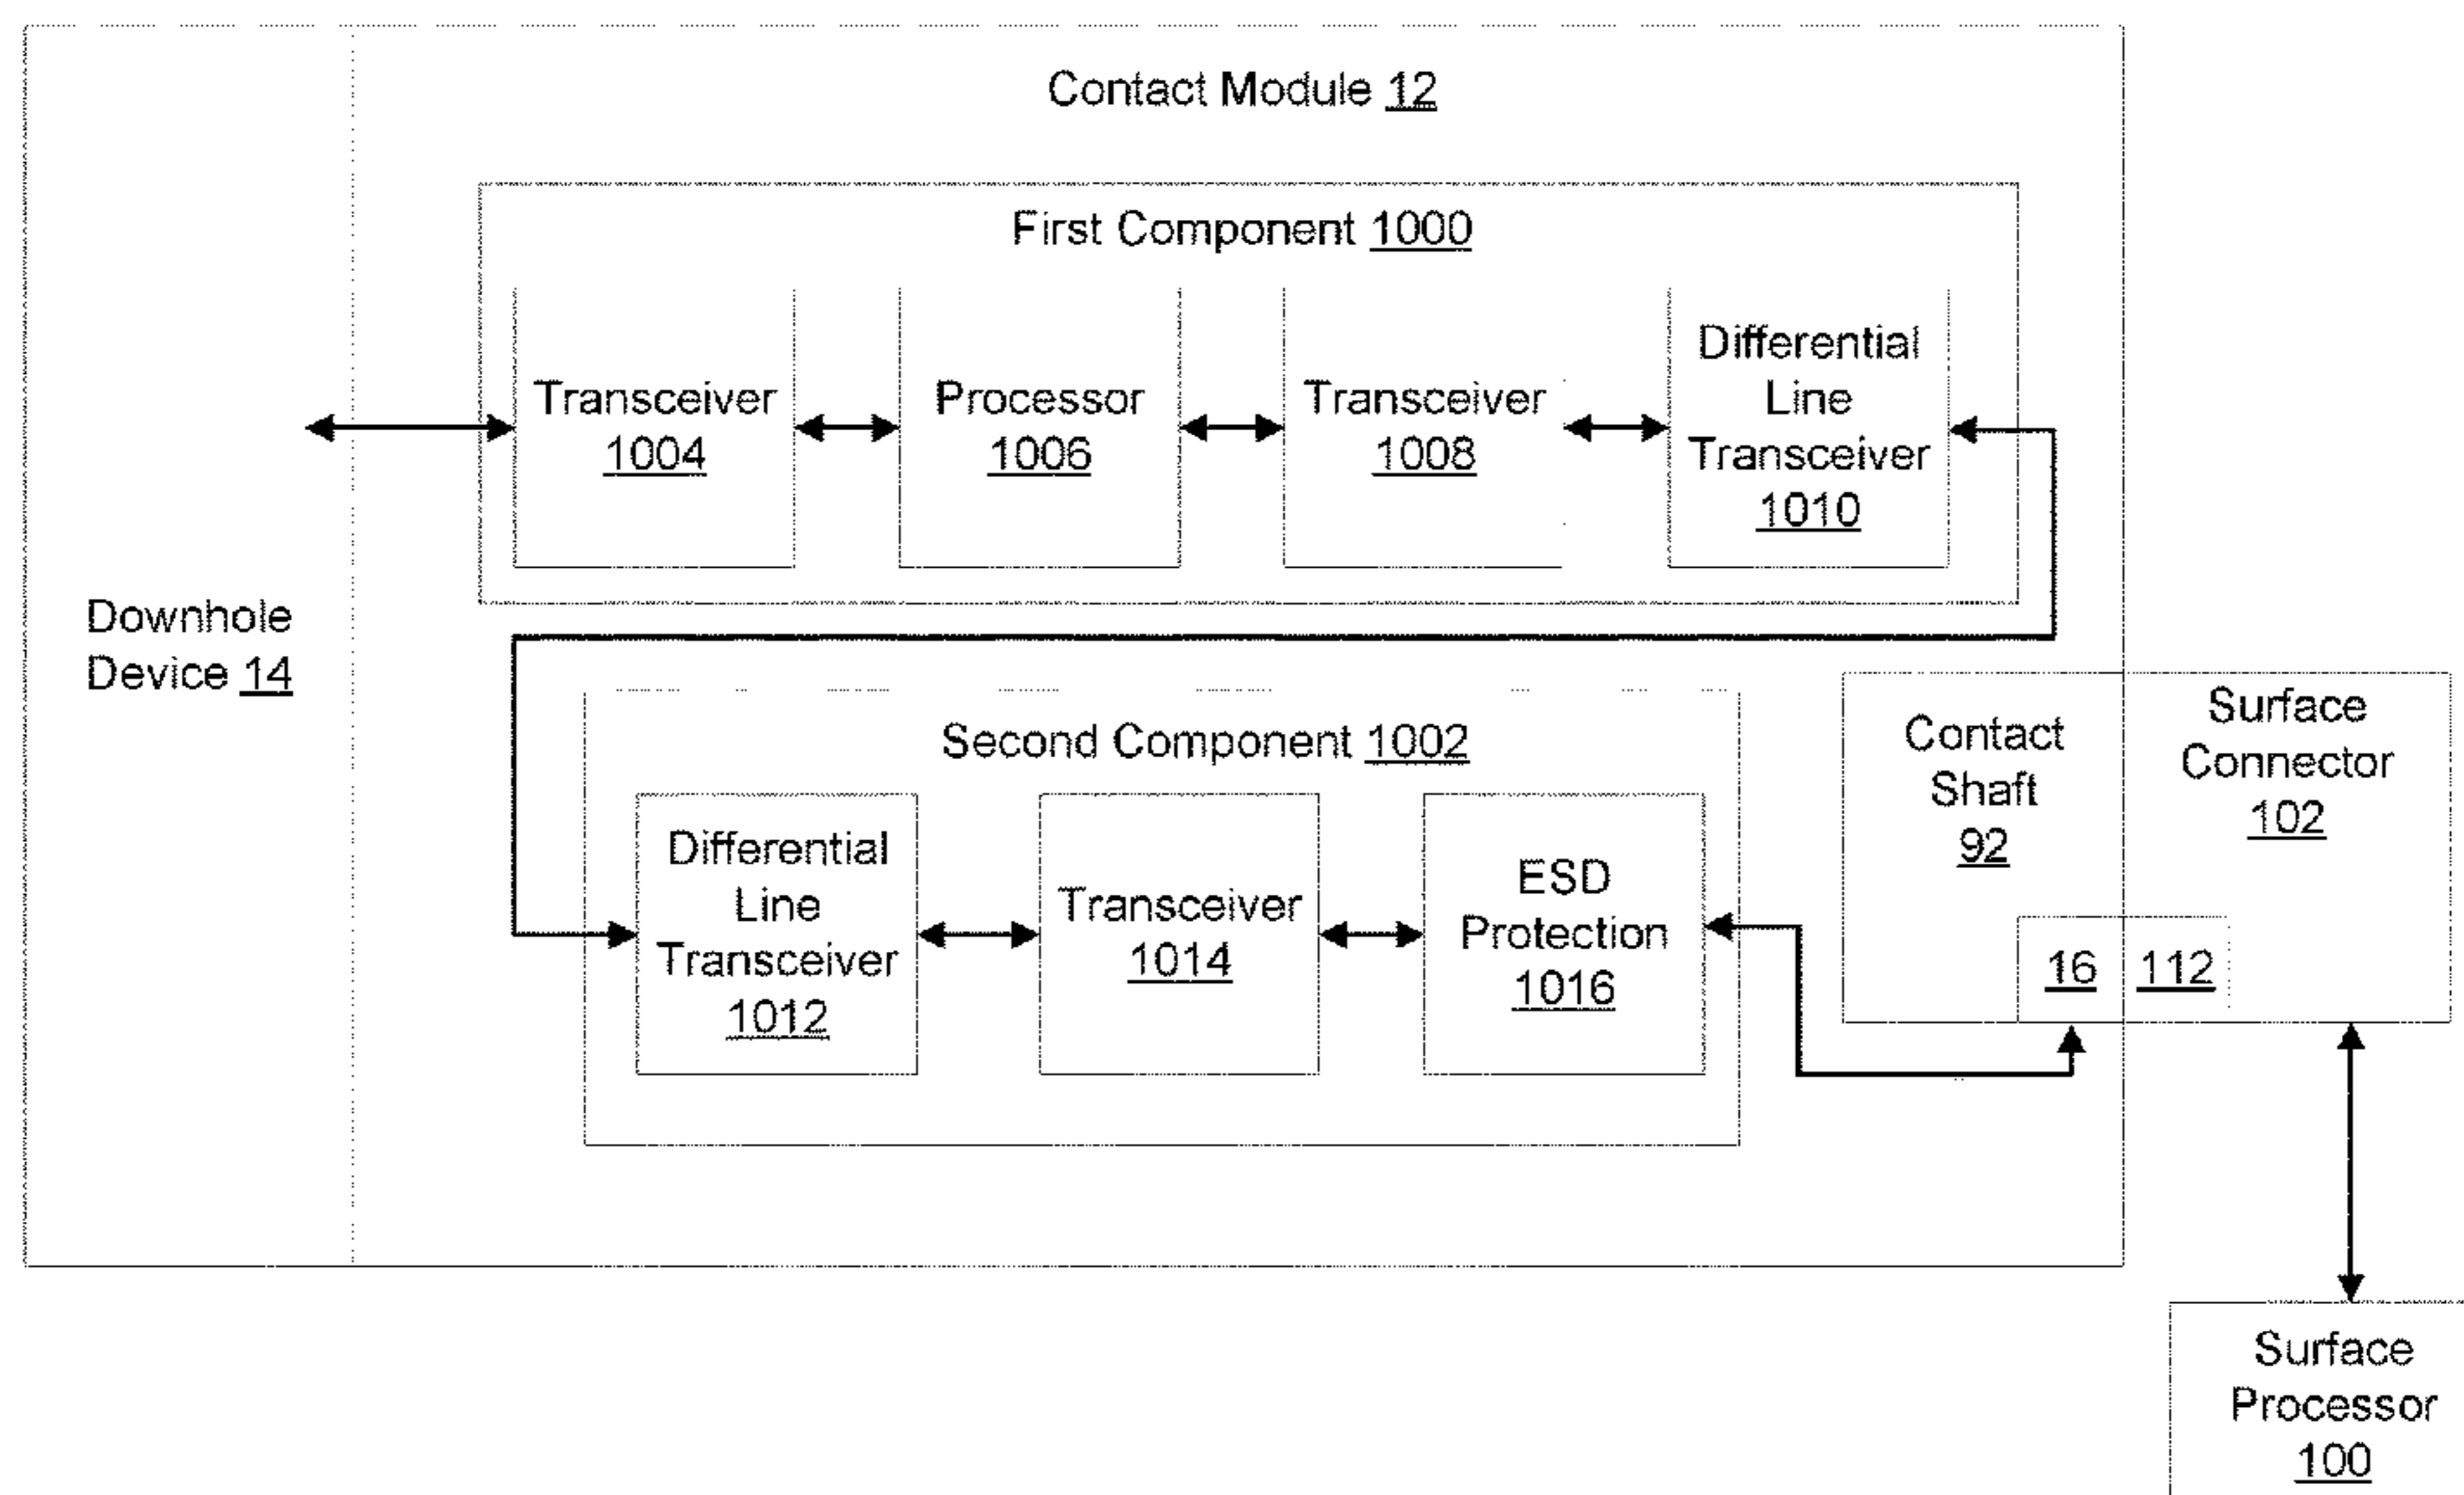 Contact Module 12
First Component 1000
Transceiver
1004
Processor
1006
Transceiver
1008
Differential
Line
Transceiver
1010
Downhole
Device 14
Second Component 1002
Differential
Line
Transceiver
1012
Transceiver
1014
ESD
Protection
1016
Contact
Shaft
92
Surface
Connector
102
16
112
Surface
Processor
100